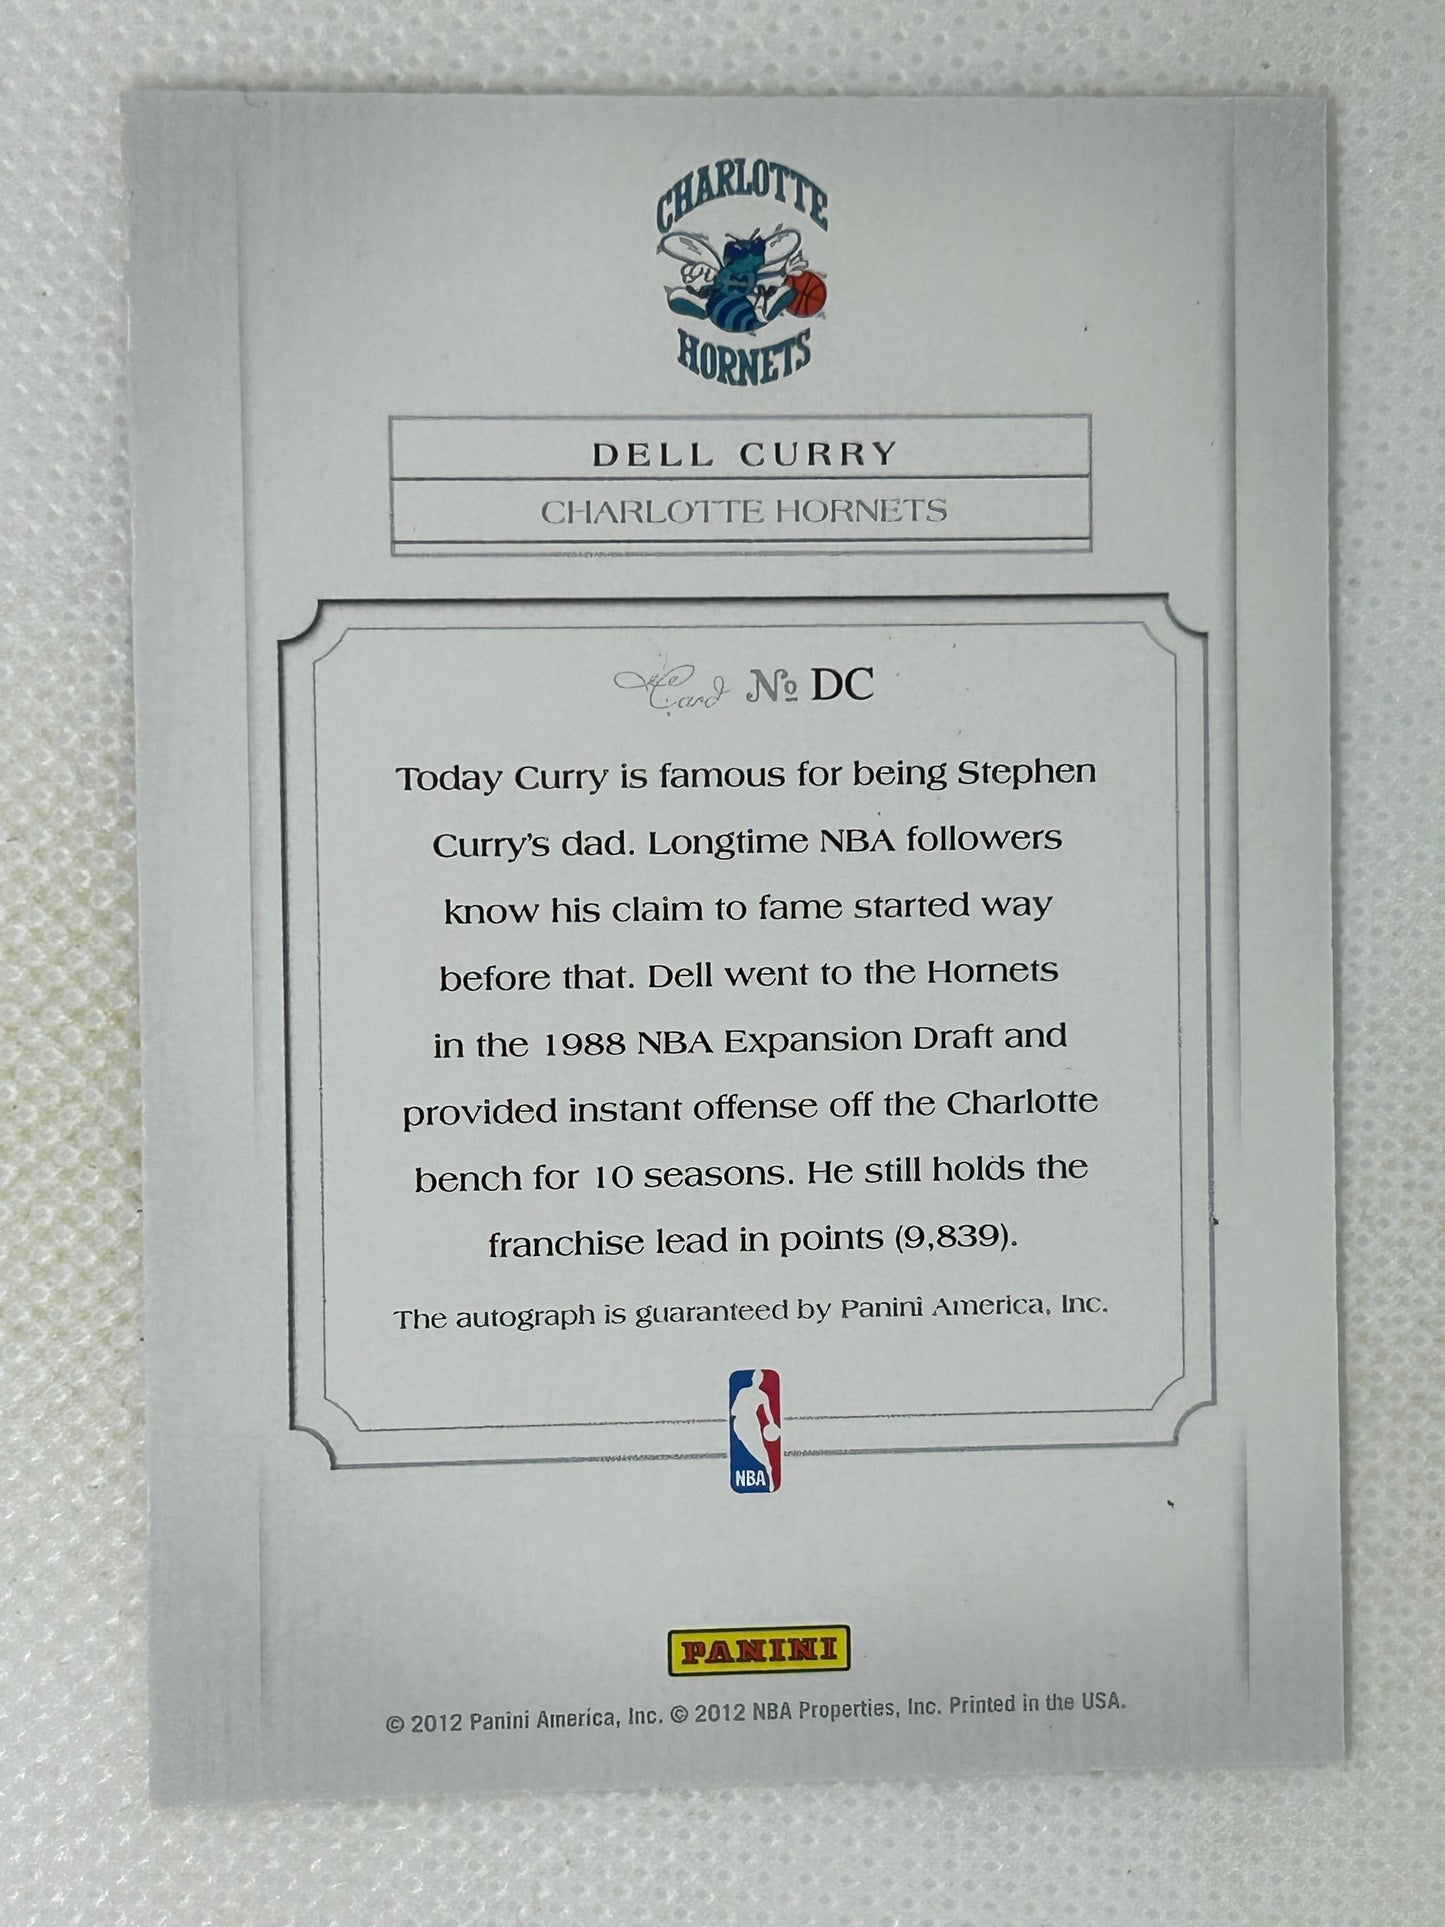 CHARLOTTE
HORNETS
DELL CURRY
CHARLOTTE HORNETS
Card No DC
Today Curry is famous for being Stephen
Curry's dad. Longtime NBA followers
know his claim to fame started way
before that. Dell went to the Hornets
in the 1988 NBA Expansion Draft and
provided instant offense off the Charlotte
bench for 10 seasons. He still holds the
franchise lead in points (9,839).
The autograph is guaranteed by Panini America, Inc.
NBA
PANINI
© 2012 Panini America, Inc. © 2012 NBA Properties, Inc. Printed in the USA.